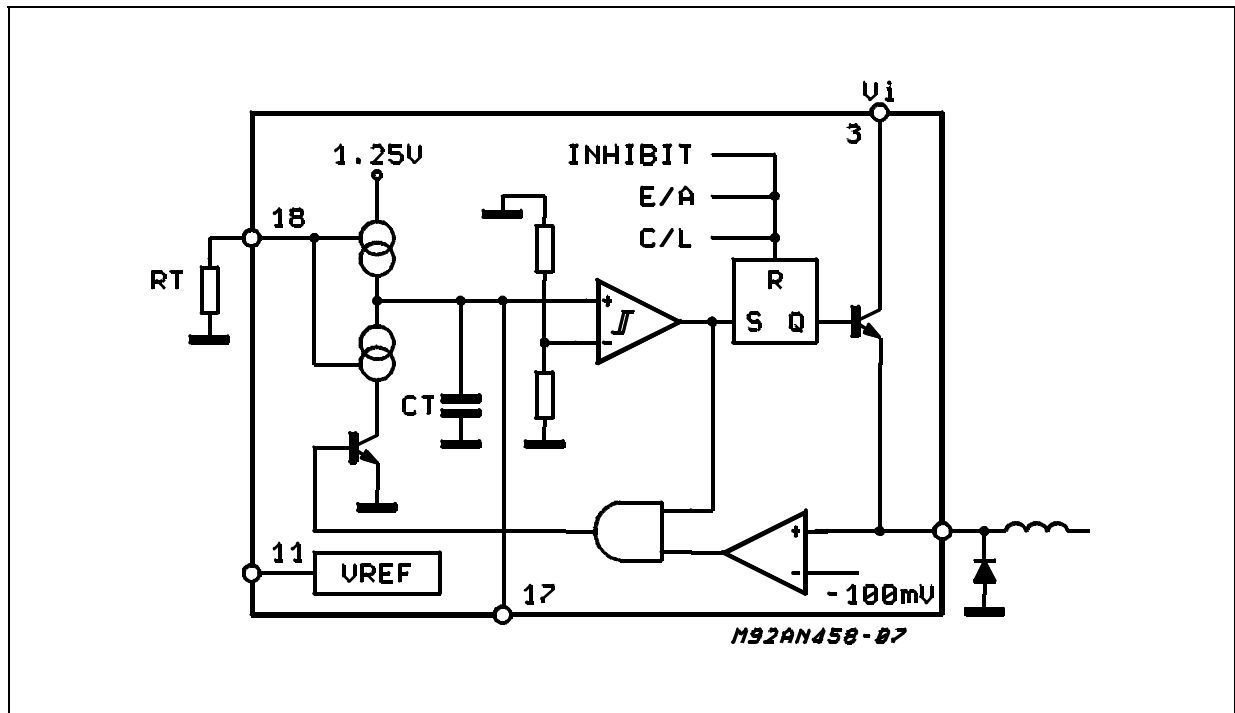 Vi
3
1.25V
INHIBIT
E/A
C/L
18
RT
R
+
-
S Q
CT
11
VREF
+
-
-100mV
17
M92AN458-07